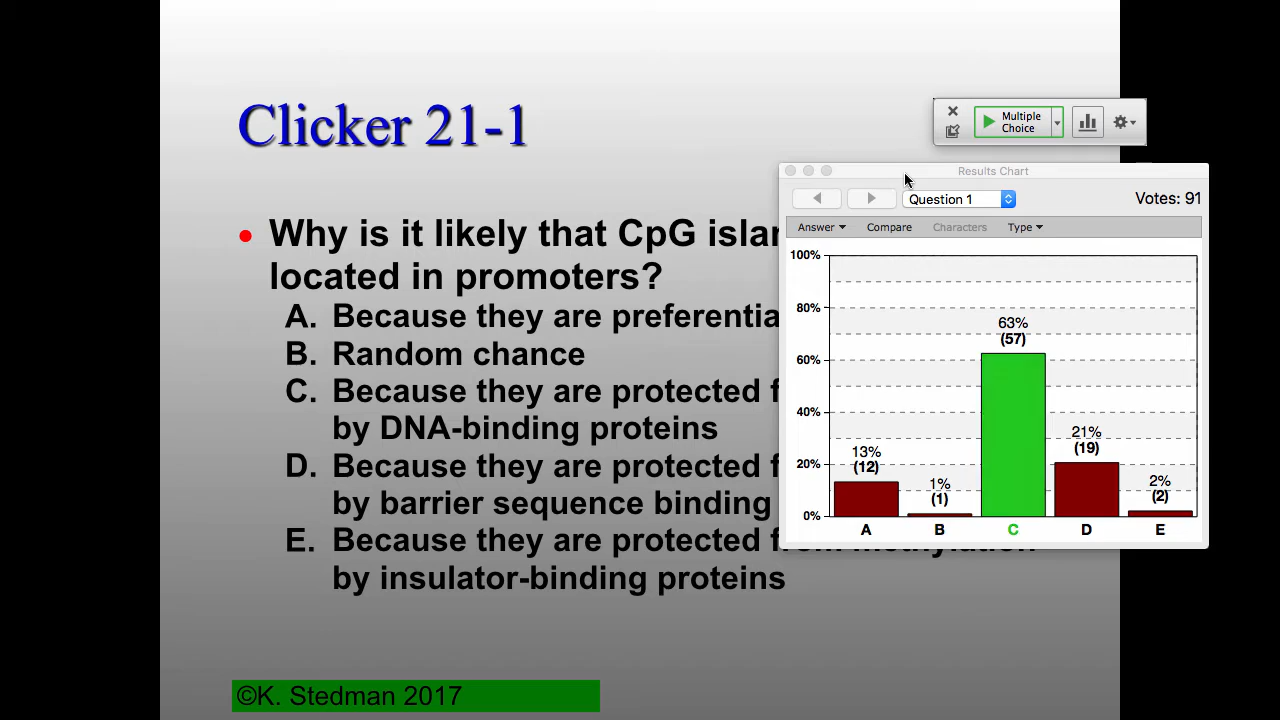 Clicker 21-1
Multiple
Choice
Results Chart
Question 1
Votes: 91
Answer Compare Characters Type
• Why is it likely that CpG
located in promoters?
A. Because they are
B. Random chance
C. Because they are protected
by DNA-binding proteins
D. Because they are protected
by barrier sequence binding
E. Because they are protected from methylation
by insulator-binding proteins
100%
80%
60%
40%
20%
0%
13%
(12)
1%
(1)
63%
(57)
21%
(19)
2%
(2)
A B C D E
©K. Stedman 2017